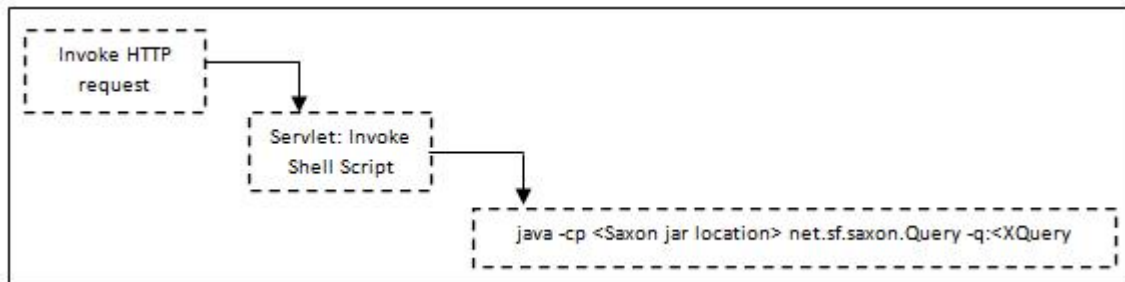 Invoke HTTP
request
Servlet: Invoke
Shell Script
java -cp <Saxon jar location> net.sf.saxon.Query -q:<XQuery